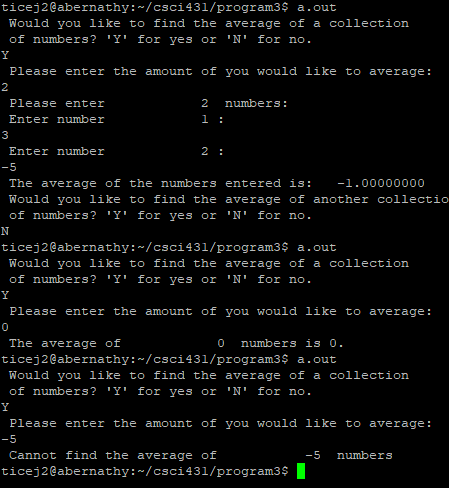 ticej2@abernathy:~/csci431/program3$ a.out
Would you like to find the average of a collection
of numbers? 'Y' for yes or 'N' for no.
Y
Please enter the amount of you would like to average:
2
Please enter 2 numbers:
Enter number 1 :
3
Enter number 2 :
-5
The average of the numbers entered is: -1.00000000
Would you like to find the average of another collectio
of numbers? 'Y' for yes or 'N' for no.
N
ticej2@abernathy:~/csci431/program3$ a.out
Would you like to find the average of a collection
of numbers? 'Y' for yes or 'N' for no.
Y
Please enter the amount of you would like to average:
0
The average of 0 numbers is 0.
ticej2@abernathy:~/csci431/program3$ a.out
Would you like to find the average of a collection
of numbers? 'Y' for yes or 'N' for no.
Y
Please enter the amount of you would like to average:
-5
Cannot find the average of -5 numbers
ticej2@abernathy:~/csci431/program3$